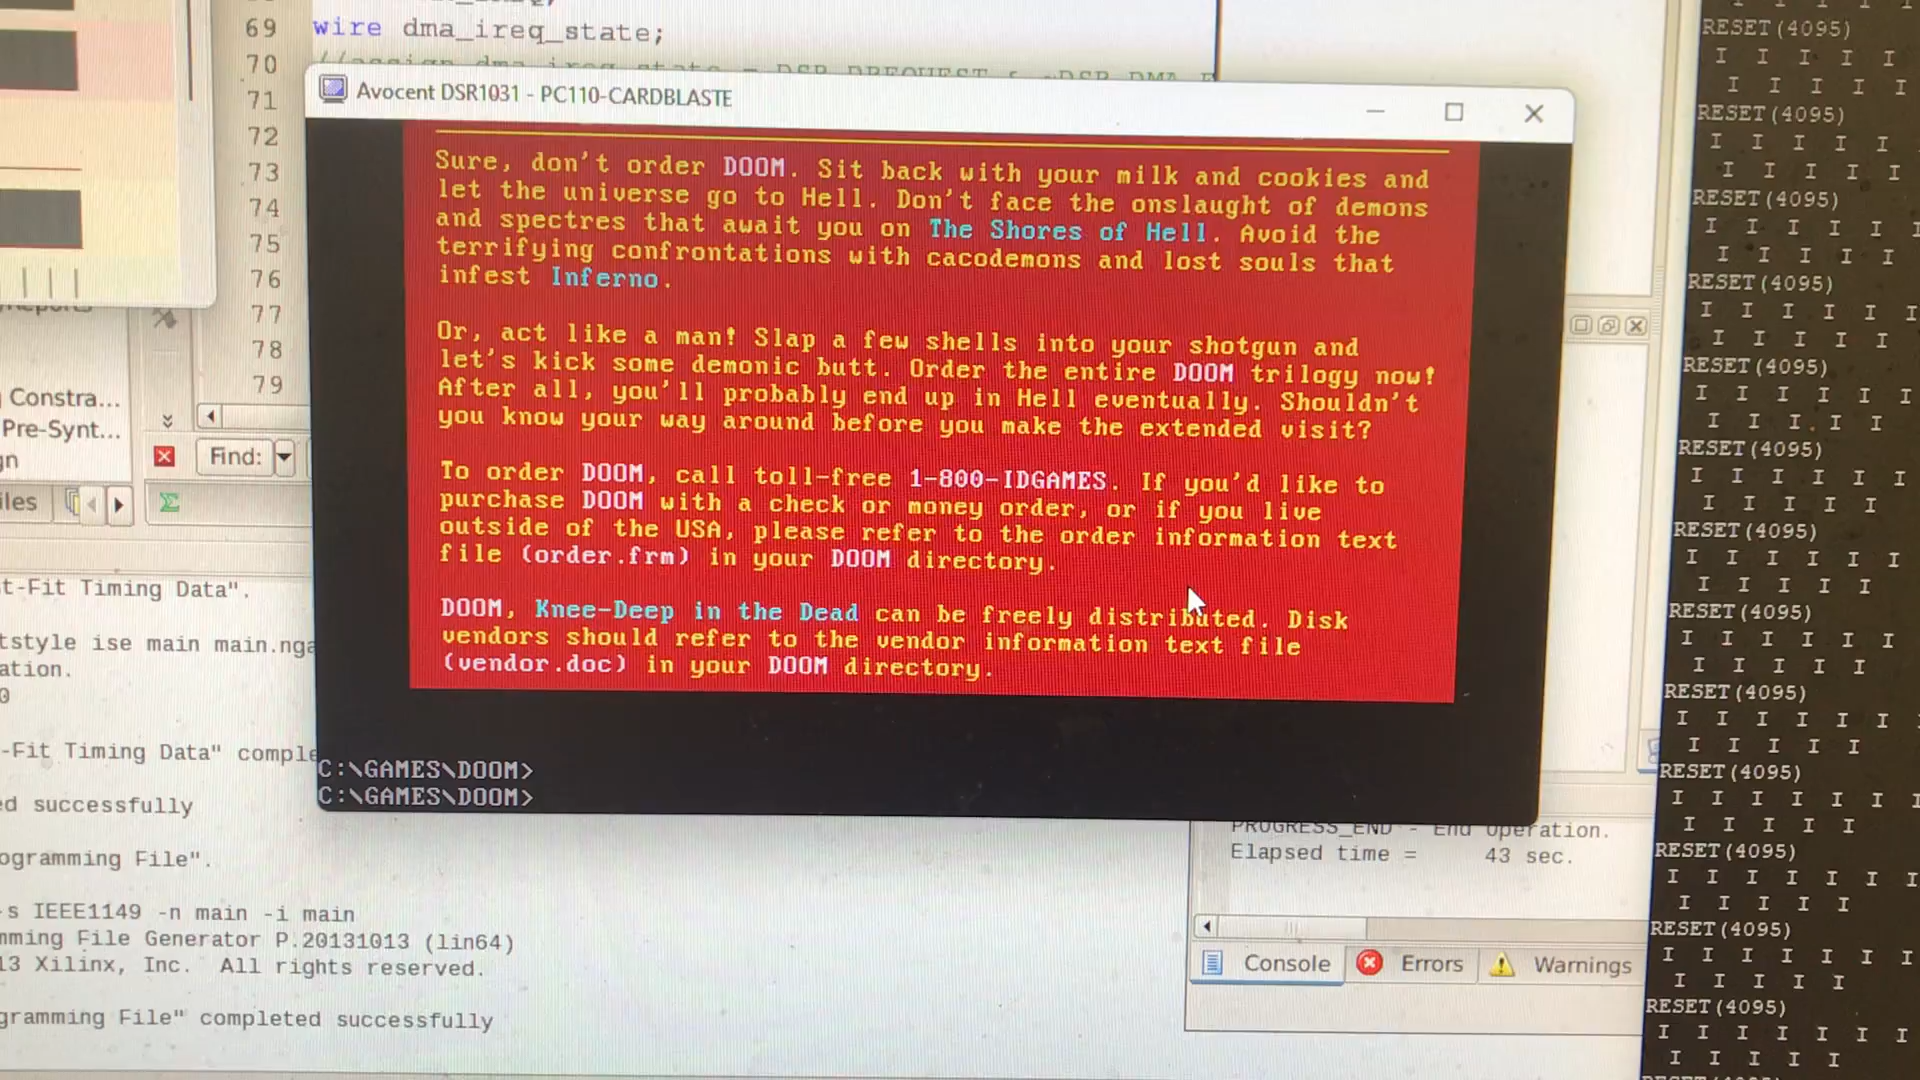 69 wire dma_ireq_state;
70
71
72
73
74
75
76
77
78
79
Avocent DSR1031 - PC110-CARDBLASTE
Sure, don't order DOOM. Sit back with your milk and cookies and
let the universe go to Hell. Don't face the onslaught of demons
and spectres that await you on The Shores of Hell. Avoid the
terrifying confrontations with cacodemons and lost souls that
infest Inferno.
Or, act like a man! Slap a few shells into your shotgun and
let's kick some demonic butt. Order the entire DOOM trilogy now!
After all, you'll probably end up in Hell eventually. Shouldn't
you know your way around before you make the extended visit?
To order DOOM, call toll-free 1-800-IDGAMES. If you'd like to
purchase DOOM with a check or money order, or if you live
outside of the USA, please refer to the order information text
file (order.frm) in your DOOM directory.
DOOM, Knee-Deep in the Dead can be freely distributed. Disk
vendors should refer to the vendor information text file
(vendor.doc) in your DOOM directory.
C:\GAMES\DOOM>
C:\GAMES\DOOM>
Constra...
Pre-Synt...
gn
Find:
iles
t-Fit Timing Data".
tstyle ise main main.nga
ation.
0
-Fit Timing Data" comple
ed successfully
ogramming File".
-s IEEE1149 -n main -i main
mming File Generator P.20131013 (lin64)
13 Xilinx, Inc. All rights reserved.
gramming File" completed successfully
PROGRESS_END - End Operation.
Elapsed time = 43 sec.
Console
Errors
Warnings
RESET(4095)
I I I I I
I I I I I
RESET(4095)
I I I I I
I I I I I
RESET(4095)
I I I I I
I I I I I
RESET(4095)
I I I I I I
I I I I I
RESET(4095)
I I I I I I
I I I I I
RESET(4095)
I I I I I I
I I I I I
RESET(4095)
I I I I I I
I I I I I
RESET(4095)
I I I I I I
I I I I I
RESET(4095)
I I I I I I
I I I I I
RESET(4095)
I I I I I I I
I I I I I
RESET(4095)
I I I I I I I
I I I I I
RESET(4095)
I I I I I I I
I I I I I
RESET(4095)
I I I I I I I
I I I I I